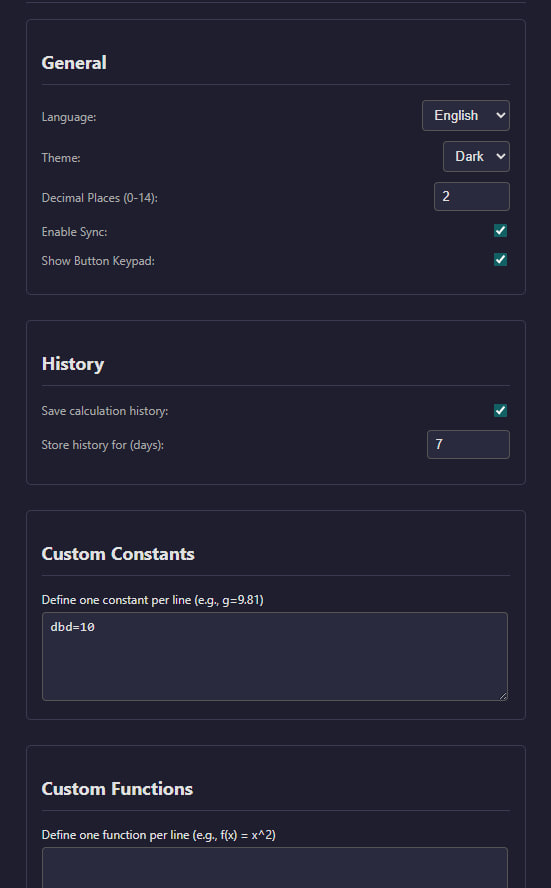 General
Language:
English
Theme:
Dark
Decimal Places (0-14):
2
Enable Sync:
Show Button Keypad:
History
Save calculation history:
Store history for (days):
7
Custom Constants
Define one constant per line (e.g., g=9.81)
dbd=10
Custom Functions
Define one function per line (e.g., f(x) = x^2)